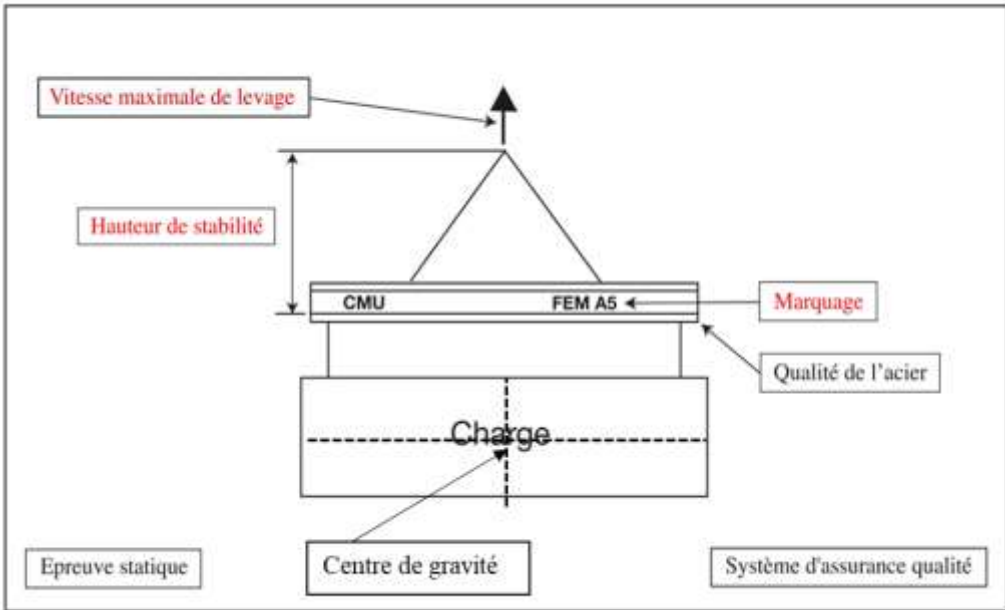 Vitesse maximale de levage
Hauteur de stabilité
CMU
FEM A5
Marquage
Qualité de l'acier
Charge
Epreuve statique
Centre de gravité
Système d'assurance qualité